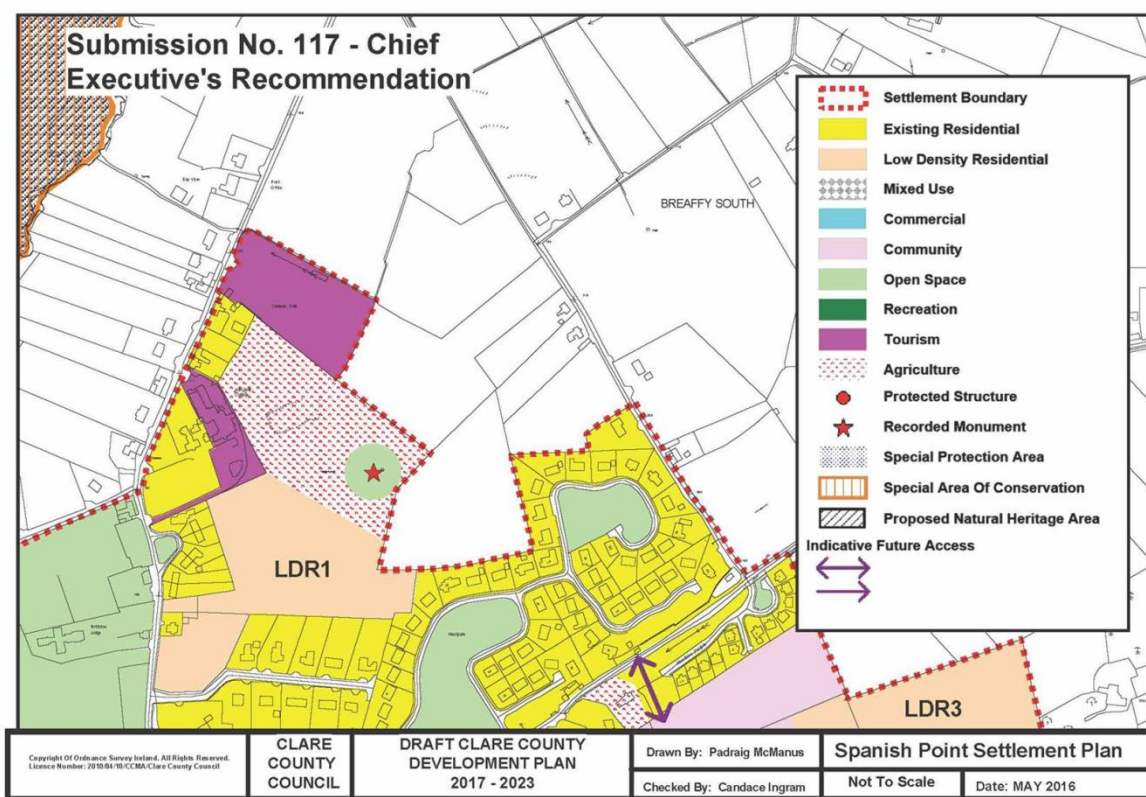 Submission No. 117 - Chief
Executive's Recommendation
BREAFFY SOUTH
Settlement Boundary
Existing Residential
Low Density Residential
Mixed Use
Commercial
Community
Open Space
Recreation
Tourism
Agriculture
Protected Structure
Recorded Monument
Special Protection Area
Special Area Of Conservation
Proposed Natural Heritage Area
Indicative Future Access
LDR1
LDR3
Copyright Of Ordnance Survey Ireland. All Rights Reserved.
Licence Number: 2010/04/10/CCMA/Clare County Council
CLARE
COUNTY
COUNCIL
DRAFT CLARE COUNTY
DEVELOPMENT PLAN
2017 - 2023
Drawn By: Padraig McManus
Checked By: Candace Ingram
Spanish Point Settlement Plan
Not To Scale
Date: MAY 2016